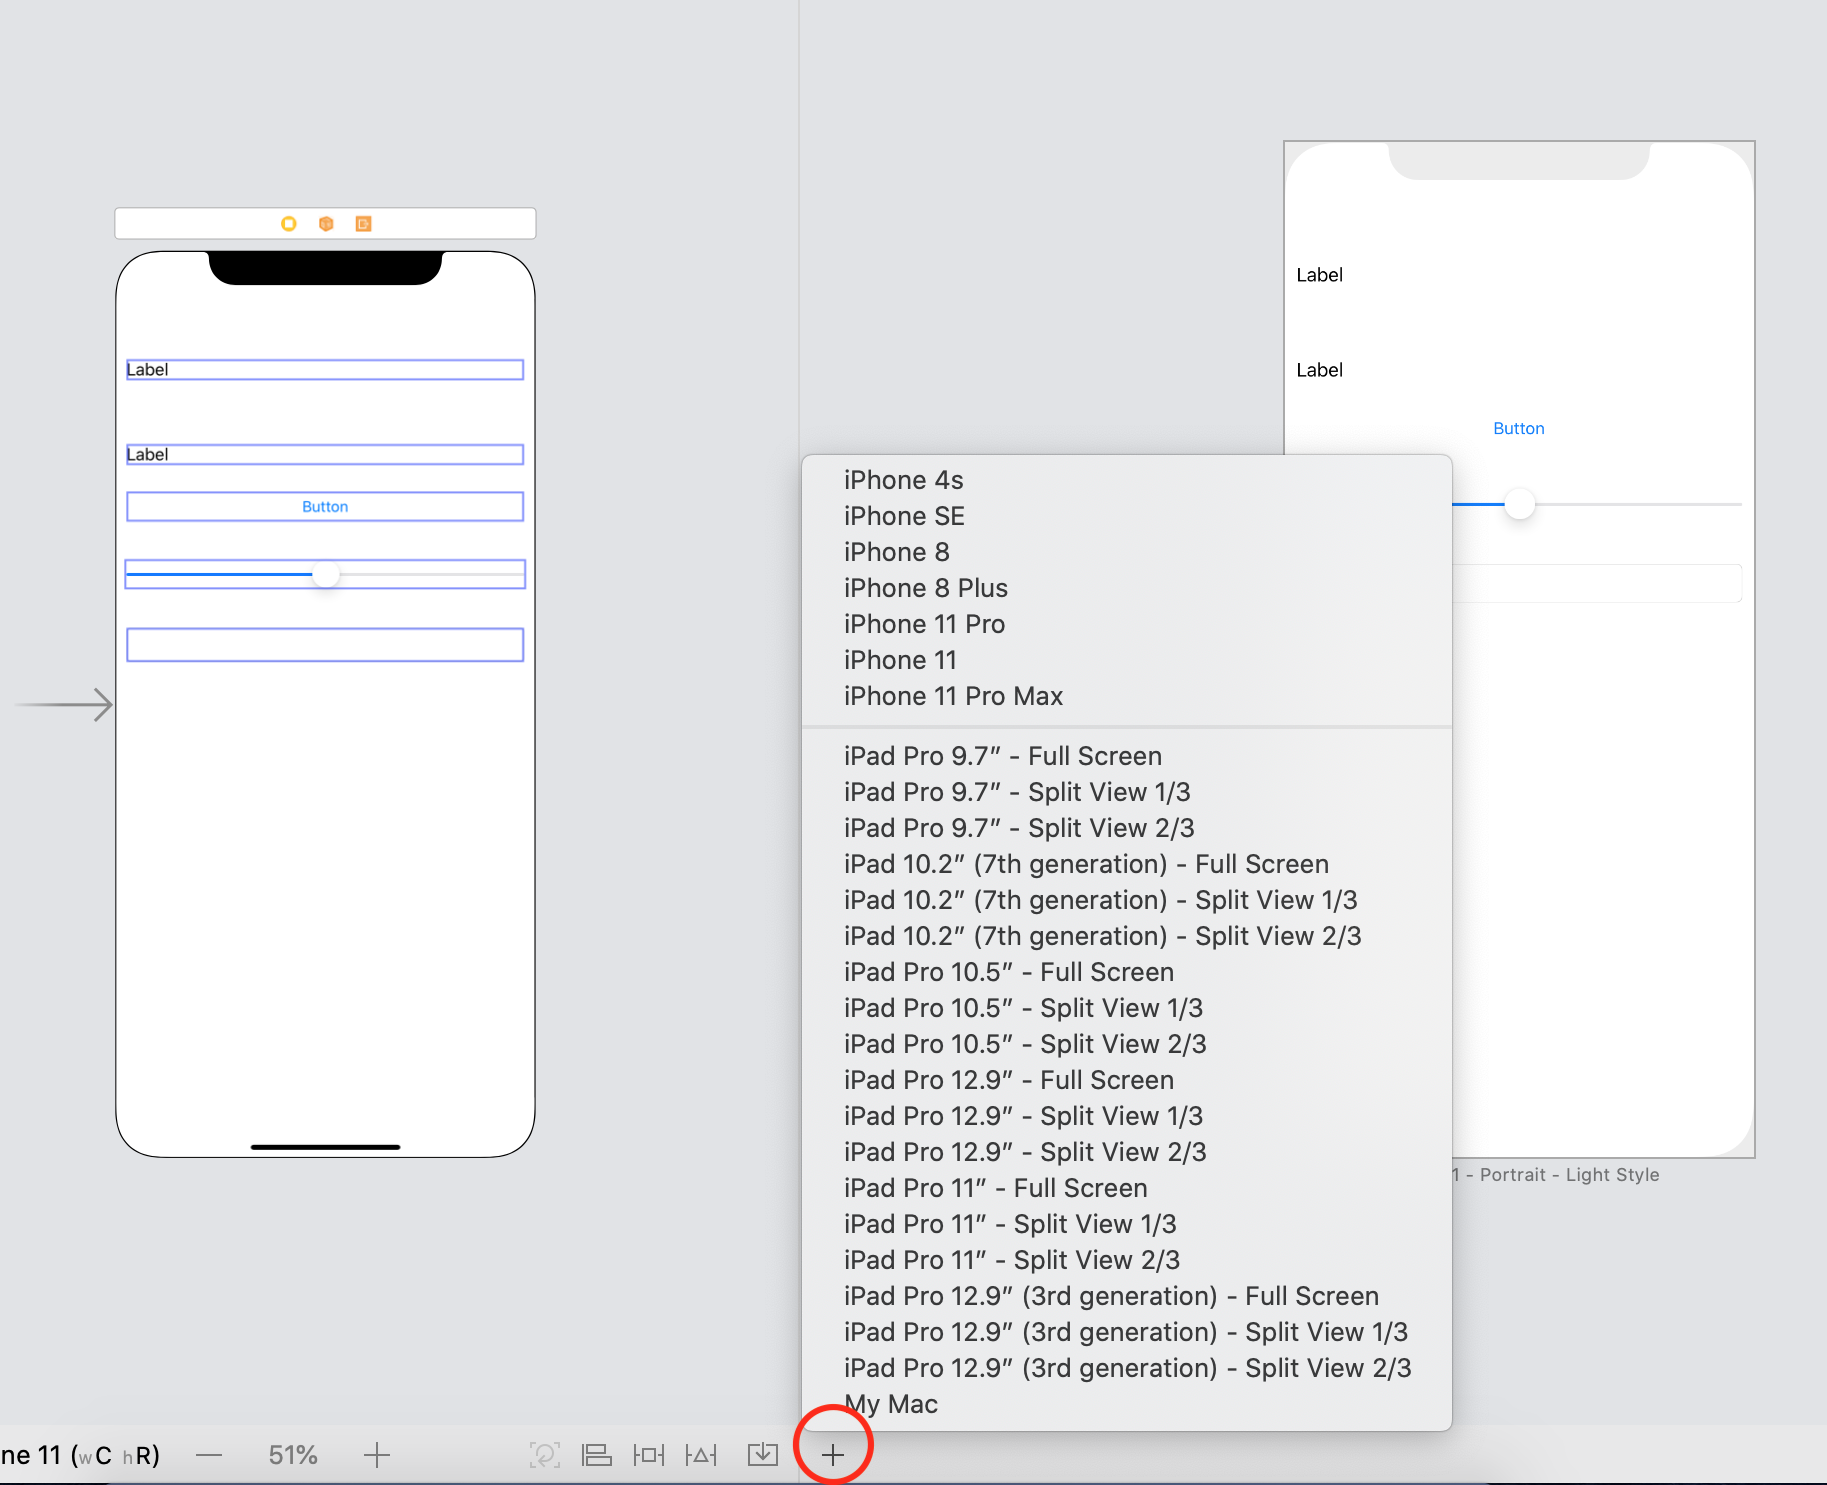 Label
Label
Button
Label
Label
Button
iPhone 4s
iPhone SE
iPhone 8
iPhone 8 Plus
iPhone 11 Pro
iPhone 11
iPhone 11 Pro Max
iPad Pro 9.7” - Full Screen
iPad Pro 9.7” - Split View 1/3
iPad Pro 9.7” - Split View 2/3
iPad 10.2” (7th generation) - Full Screen
iPad 10.2” (7th generation) - Split View 1/3
iPad 10.2” (7th generation) - Split View 2/3
iPad Pro 10.5” - Full Screen
iPad Pro 10.5” - Split View 1/3
iPad Pro 10.5” - Split View 2/3
iPad Pro 12.9” - Full Screen
iPad Pro 12.9” - Split View 1/3
iPad Pro 12.9” - Split View 2/3
iPad Pro 11” - Full Screen
iPad Pro 11” - Split View 1/3
iPad Pro 11” - Split View 2/3
iPad Pro 12.9” (3rd generation) - Full Screen
iPad Pro 12.9” (3rd generation) - Split View 1/3
iPad Pro 12.9” (3rd generation) - Split View 2/3
My Mac
1 - Portrait - Light Style
ne 11 (wC hR)
51%